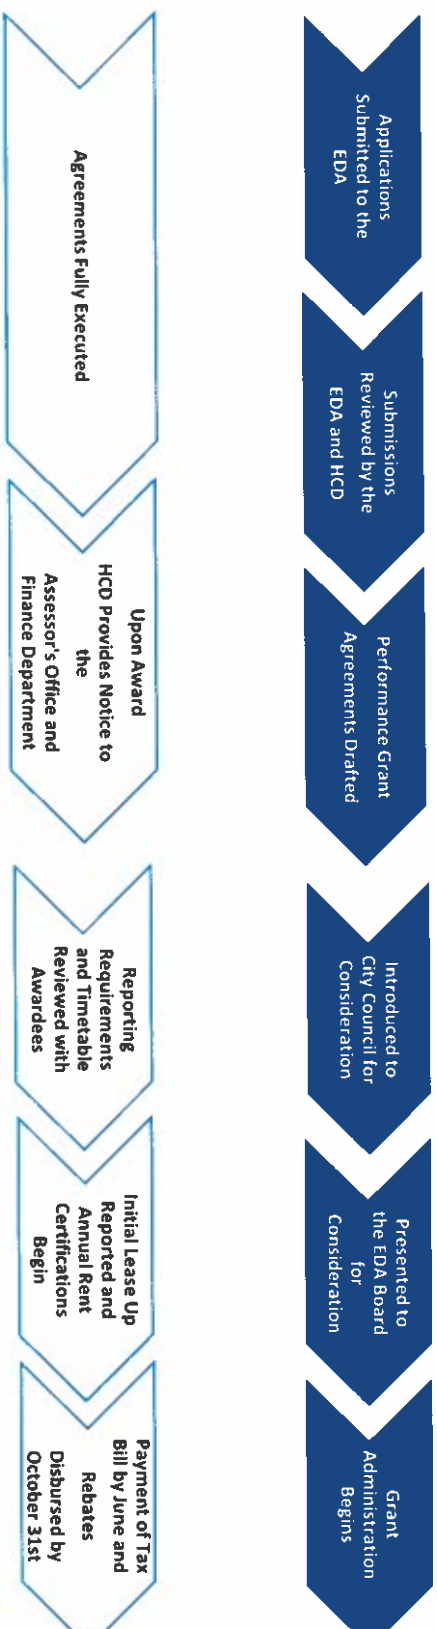 Applications
Submitted to the
EDA
Submissions
Reviewed by the
EDA and HCD
Performance Grant
Agreements Drafted
Introduced to
City Council for
Consideration
Presented to
the EDA Board
for
Consideration
Grant
Administration
Begins
Agreements Fully Executed
Upon Award
HCD Provides Notice to
the
Assessor's Office and
Finance Department
Reporting
Requirements
and Timetable
Reviewed with
Awardees
Initial Lease Up
Reported and
Annual Rent
Certifications
Begin
Payment of Tax
Bill by June and
Rebates
Disbursed by
October 31st